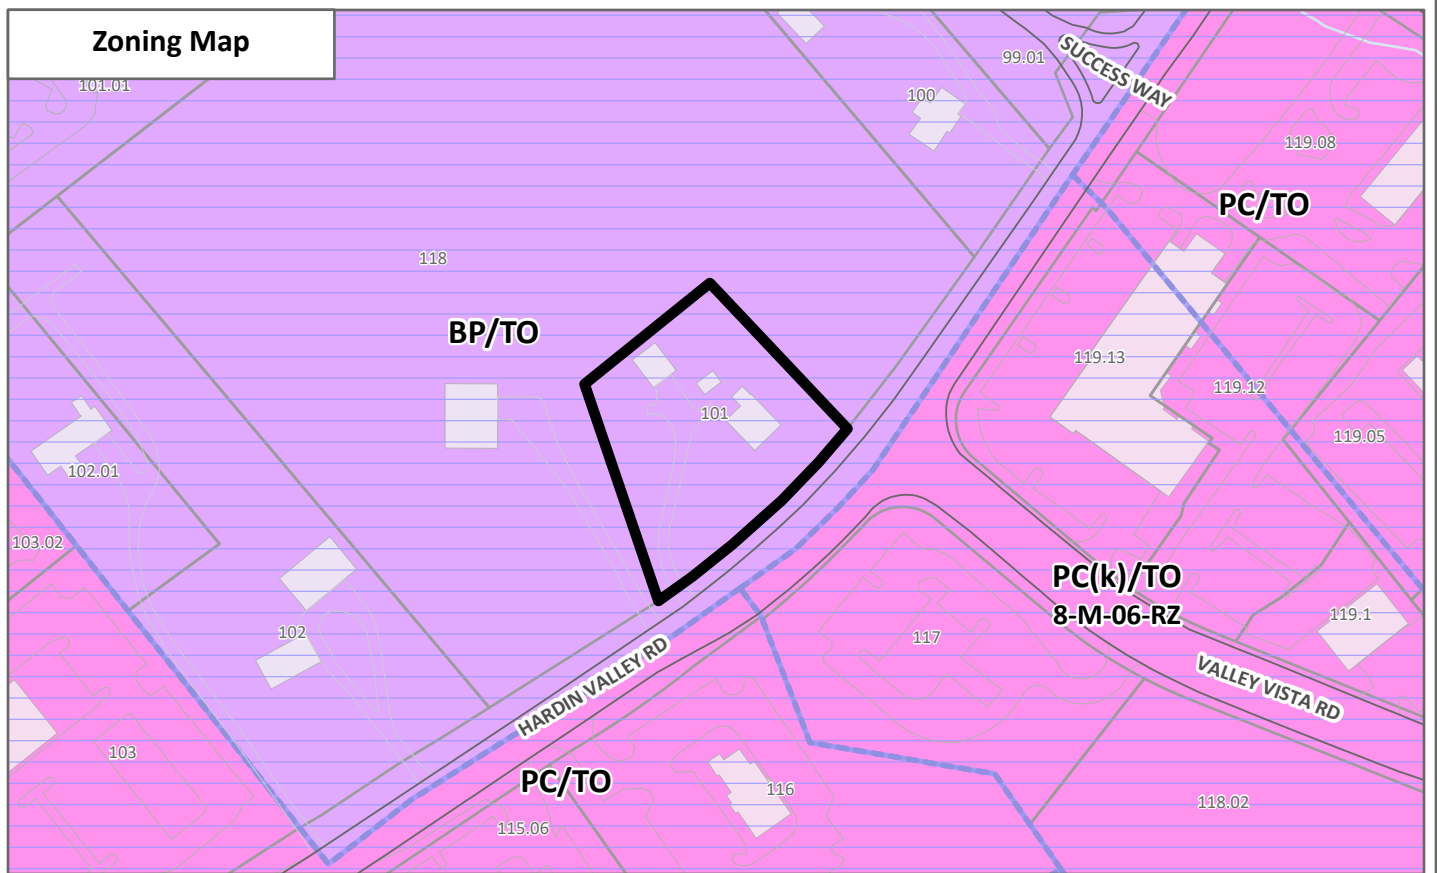 Zoning Map
101.01
99.01
SUCCESS WAY
100
119.08
PC/TO
118
BP/TO
119.13
119.12
101
119.05
102.01
103.02
PC(k)/TO
8-M-06-RZ
119.1
102
117
HARDIN VALLEY RD
VALLEY VISTA RD
103
PC/TO
116
118.02
115.06